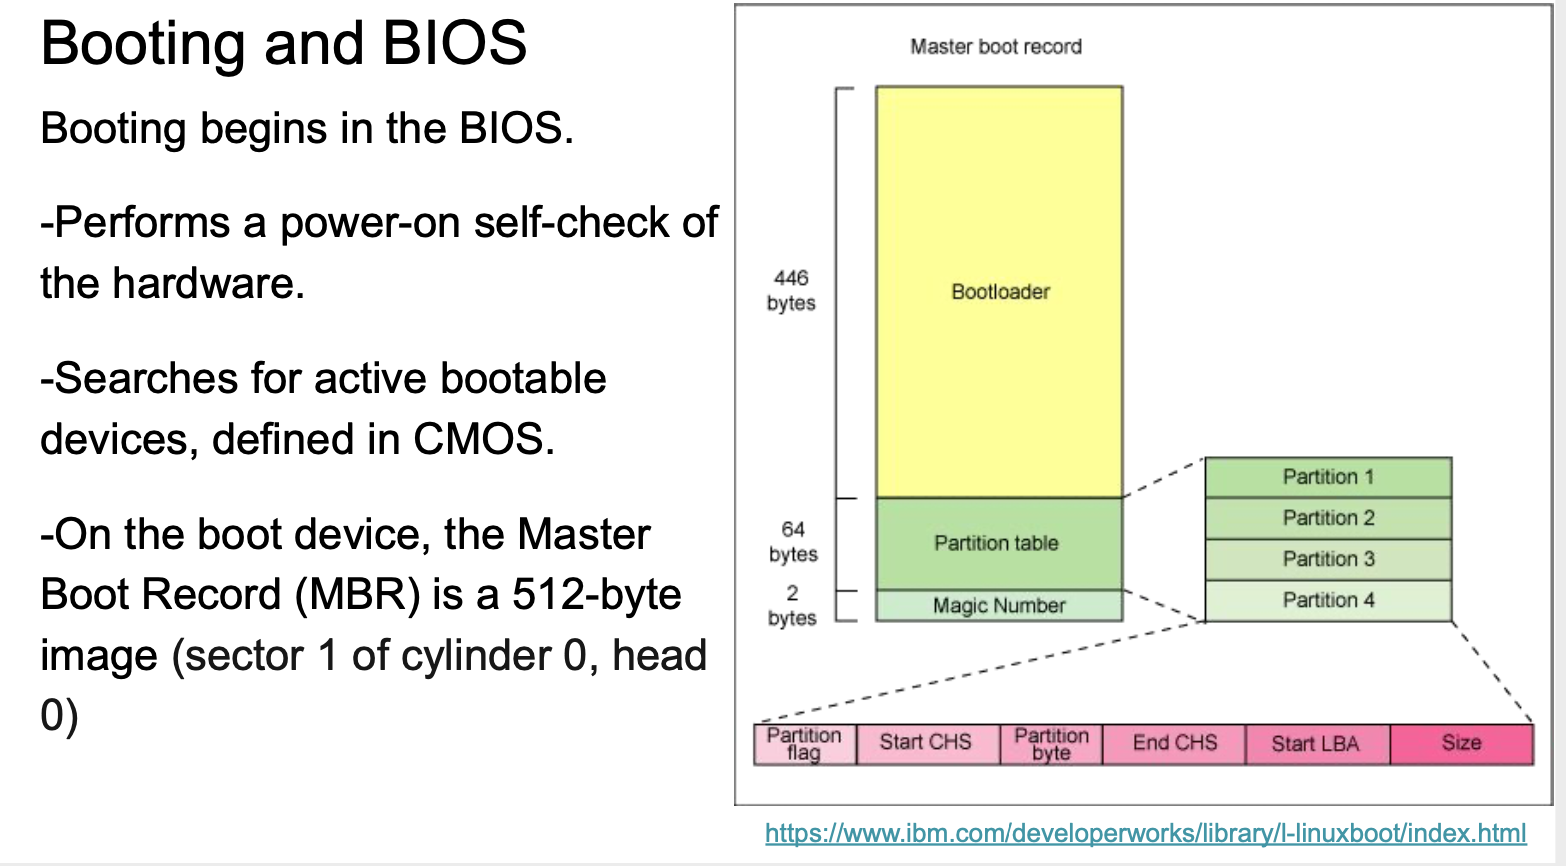 Booting and BIOS
Booting begins in the BIOS.
-Performs a power-on self-check of
the hardware.
-Searches for active bootable
devices, defined in CMOS.
-On the boot device, the Master
Boot Record (MBR) is a 512-byte
image (sector 1 of cylinder 0, head
0)
Master boot record
446
bytes
Bootloader
64
bytes
Partition table
2
bytes
Magic Number
Partition 1
Partition 2
Partition 3
Partition 4
Partition
flag
Start CHS
Partition
byte
End CHS
Start LBA
Size
https://www.ibm.com/developerworks/library/l-linuxboot/index.html